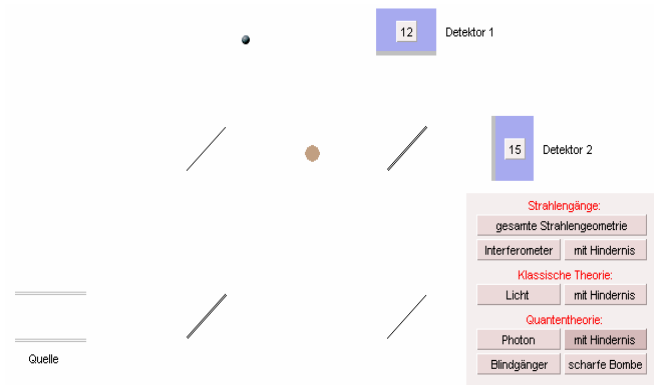 12 Detektor 1
15 Detektor 2
Strahlengänge:
gesamte Strahlengeometrie
Interferometer mit Hindernis
Klassische Theorie:
Licht mit Hindernis
Quantentheorie:
Photon mit Hindernis
Blindgänger scharfe Bombe
Quelle